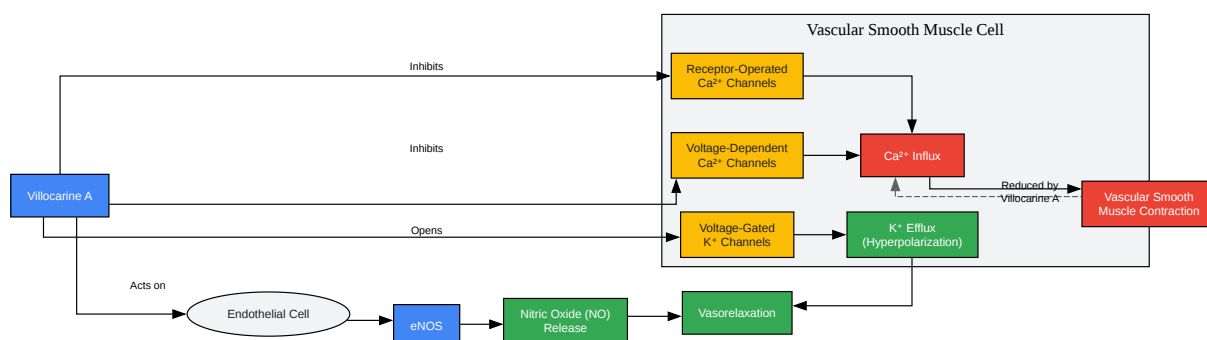 Vascular Smooth Muscle Cell
Inhibits
Receptor-Operated
Ca²⁺ Channels
Inhibits
Voltage-Dependent
Ca²⁺ Channels
Ca²⁺ Influx
Villocarine A
Reduced by
Villocarine A
Vascular Smooth
Muscle Contraction
Opens
Voltage-Gated
K⁺ Channels
K⁺ Efflux
(Hyperpolarization)
Acts on
Endothelial Cell
eNOS
Nitric Oxide (NO)
Release
Vasorelaxation